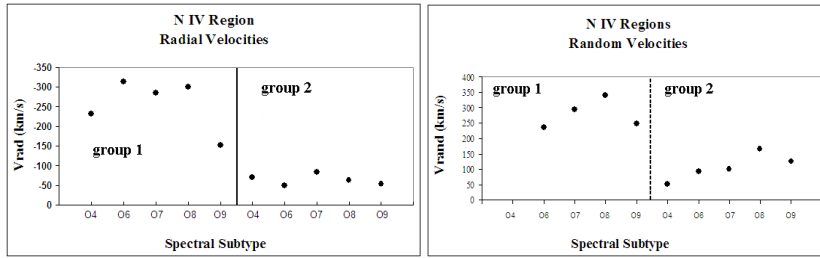 N IV Region
Radial Velocities
Vrad (km/s)
-350
-300
-250
-200
-150
-100
-50
0
group 1
group 2
O4 O6 O7 O8 O9 O4 O6 O7 O8 O9
Spectral Subtype
N IV Regions
Random Velocities
Vrand (km/s)
400
350
300
250
200
150
100
50
0
group 1
group 2
O4 O6 O7 O8 O9 O4 O6 O7 O8 O9
Spectral Subtype